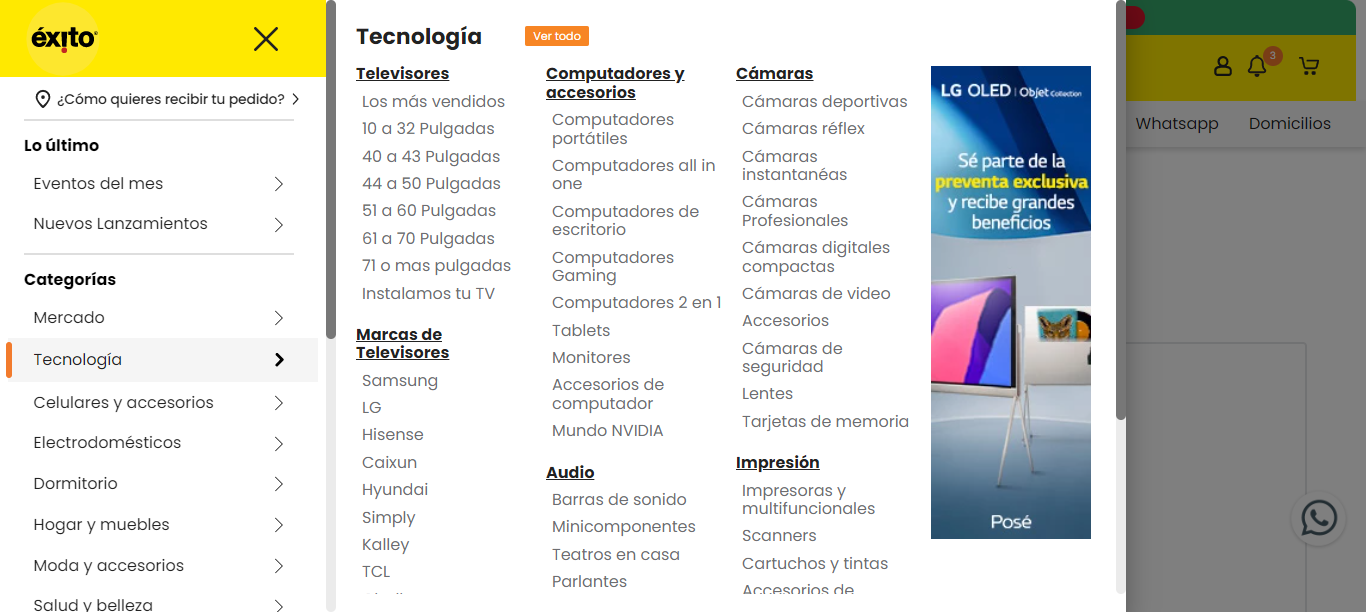 éxito
¿Cómo quieres recibir tu pedido?
Lo último
Eventos del mes
Nuevos Lanzamientos
Categorías
Mercado
Tecnología
Celulares y accesorios
Electrodomésticos
Dormitorio
Hogar y muebles
Moda y accesorios
Salud y belleza
Tecnología
Ver todo
Televisores
Los más vendidos
10 a 32 Pulgadas
40 a 43 Pulgadas
44 a 50 Pulgadas
51 a 60 Pulgadas
61 a 70 Pulgadas
71 o mas pulgadas
Instalamos tu TV
Marcas de
Televisores
Samsung
LG
Hisense
Caixun
Hyundai
Simply
Kalley
TCL
Computadores y
accesorios
Computadores
portátiles
Computadores all in
one
Computadores de
escritorio
Computadores
Gaming
Computadores 2 en 1
Tablets
Monitores
Accesorios de
computador
Mundo NVIDIA
Audio
Barras de sonido
Minicomponentes
Teatros en casa
Parlantes
Cámaras
Cámaras deportivas
Cámaras réflex
Cámaras
instantanéas
Cámaras
Profesionales
Cámaras digitales
compactas
Cámaras de video
Accesorios
Cámaras de
seguridad
Lentes
Tarjetas de memoria
Impresión
Impresoras y
multifuncionales
Scanners
Cartuchos y tintas
Accesorios de
LG OLED | Objet Collection
Sé parte de la
preventa exclusiva
y recibe grandes
beneficios
Posé
3
Whatsapp
Domicilios